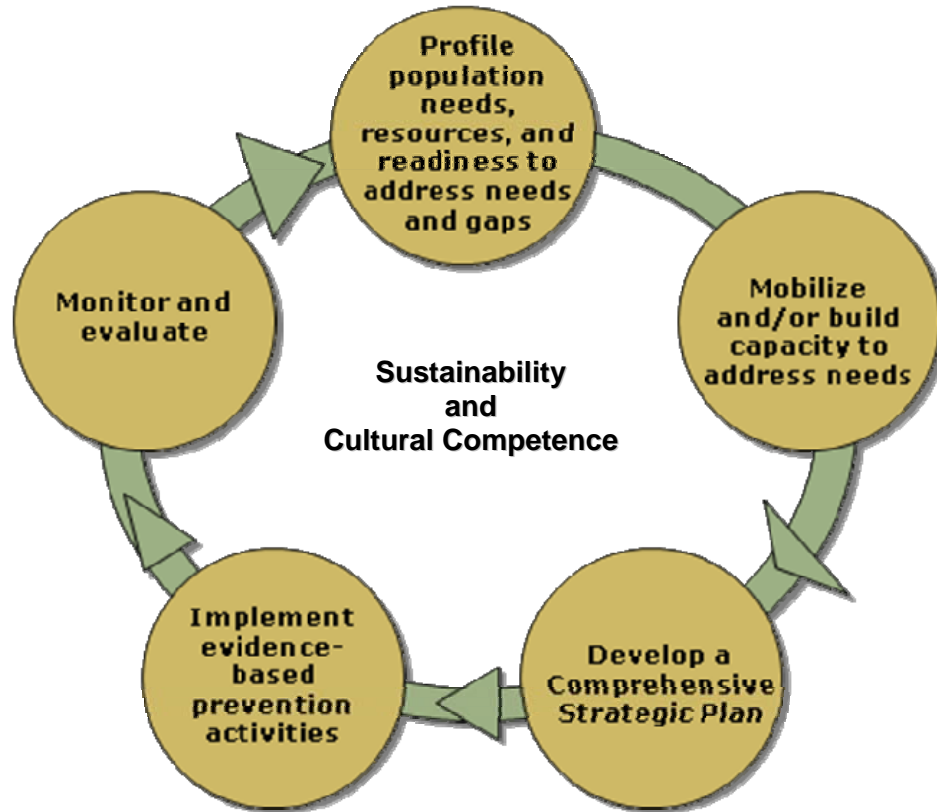 Profile
population
needs,
resources, and
readiness to
address needs
and gaps
Mobilize
and/or build
capacity to
address needs
Develop a
Comprehensive
Strategic Plan
Implement
evidence-
based
prevention
activities
Monitor and
evaluate
Sustainability
and
Cultural Competence